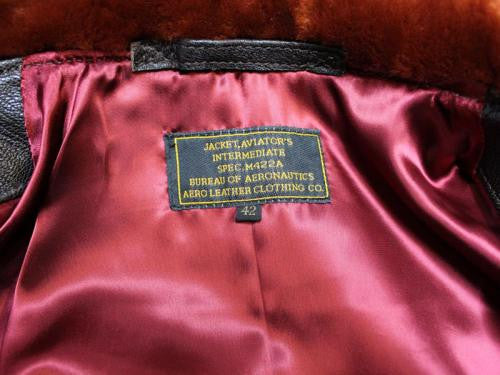 JACKET, AVIATOR'S
INTERMEDIATE
SPEC. M422A
BUREAU OF AERONAUTICS
AERO LEATHER CLOTHING CO.
42